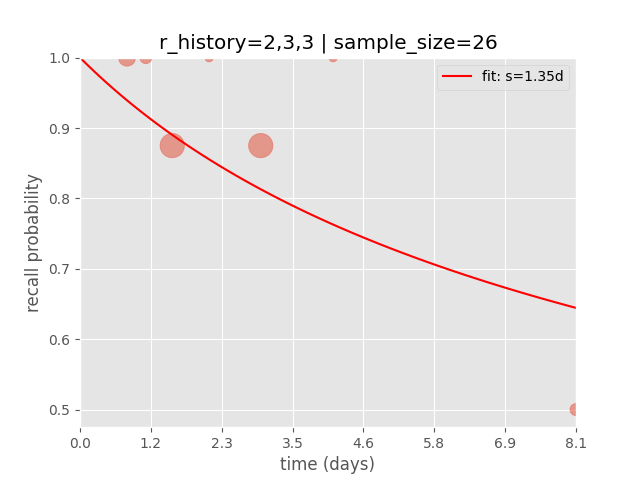 r_history=2,3,3 | sample_size=26
fit: s=1.35d
1.0
0.9
0.8
0.7
0.6
0.5
recall probability
0.0 1.2 2.3 3.5 4.6 5.8 6.9 8.1
time (days)